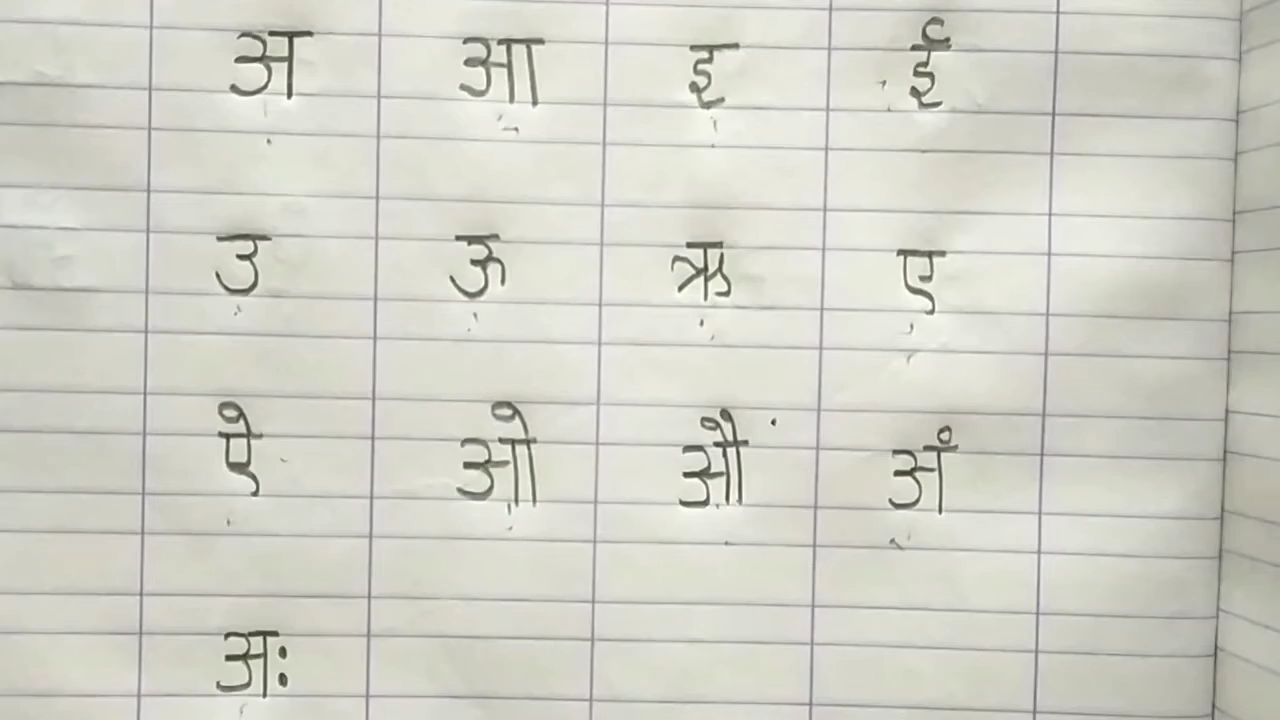 अ आ इ ई
उ ऊ ऋ ए
ऐ ओ औ अं
अः